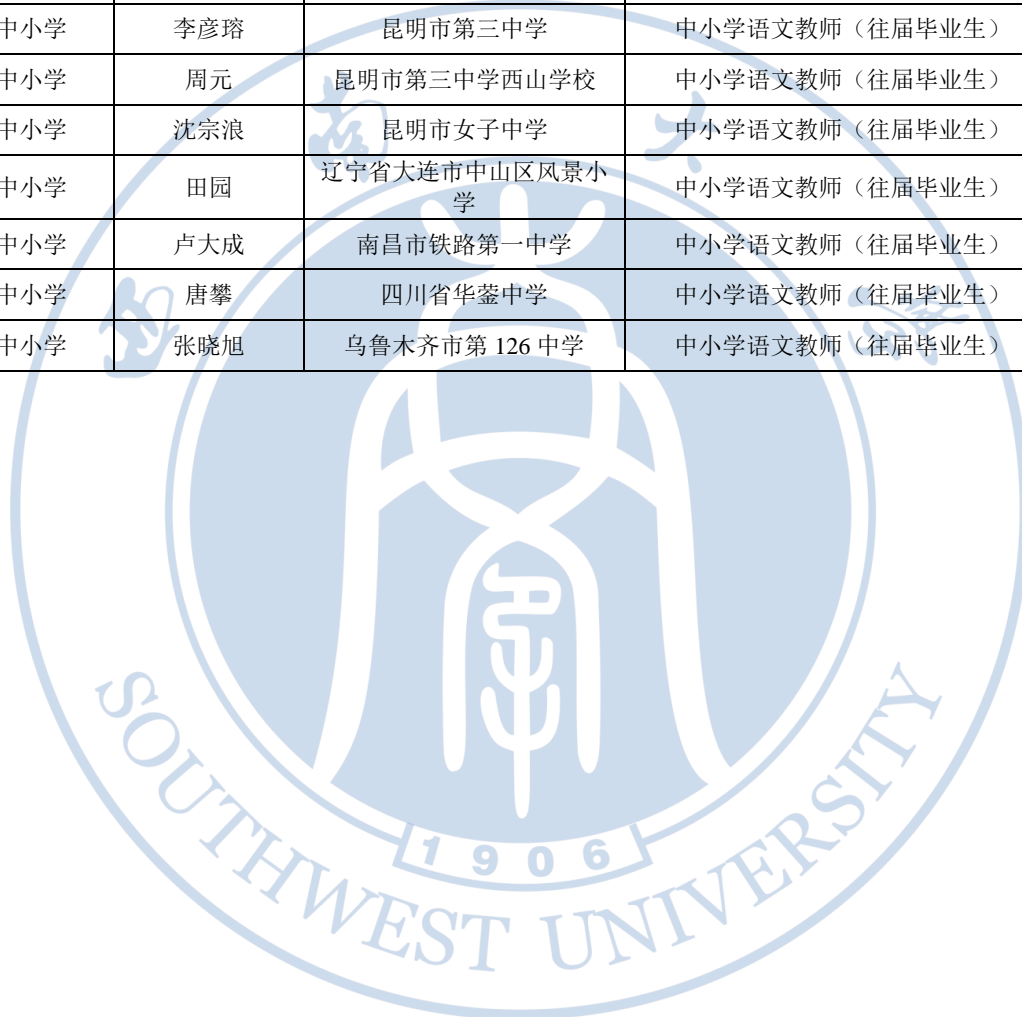 中小学 李彦瑢 昆明市第三中学 中小学语文教师（往届毕业生）
中小学 周元 昆明市第三中学西山学校 中小学语文教师（往届毕业生）
中小学 沈宗浪 昆明市女子中学 中小学语文教师（往届毕业生）
中小学 田园 辽宁省大连市中山区风景小
学 中小学语文教师（往届毕业生）
中小学 卢大成 南昌市铁路第一中学 中小学语文教师（往届毕业生）
中小学 唐攀 四川省华蓥中学 中小学语文教师（往届毕业生）
中小学 张晓旭 乌鲁木齐市第 126 中学 中小学语文教师（往届毕业生）
西南大学
1906
SOUTHWEST UNIVERSITY